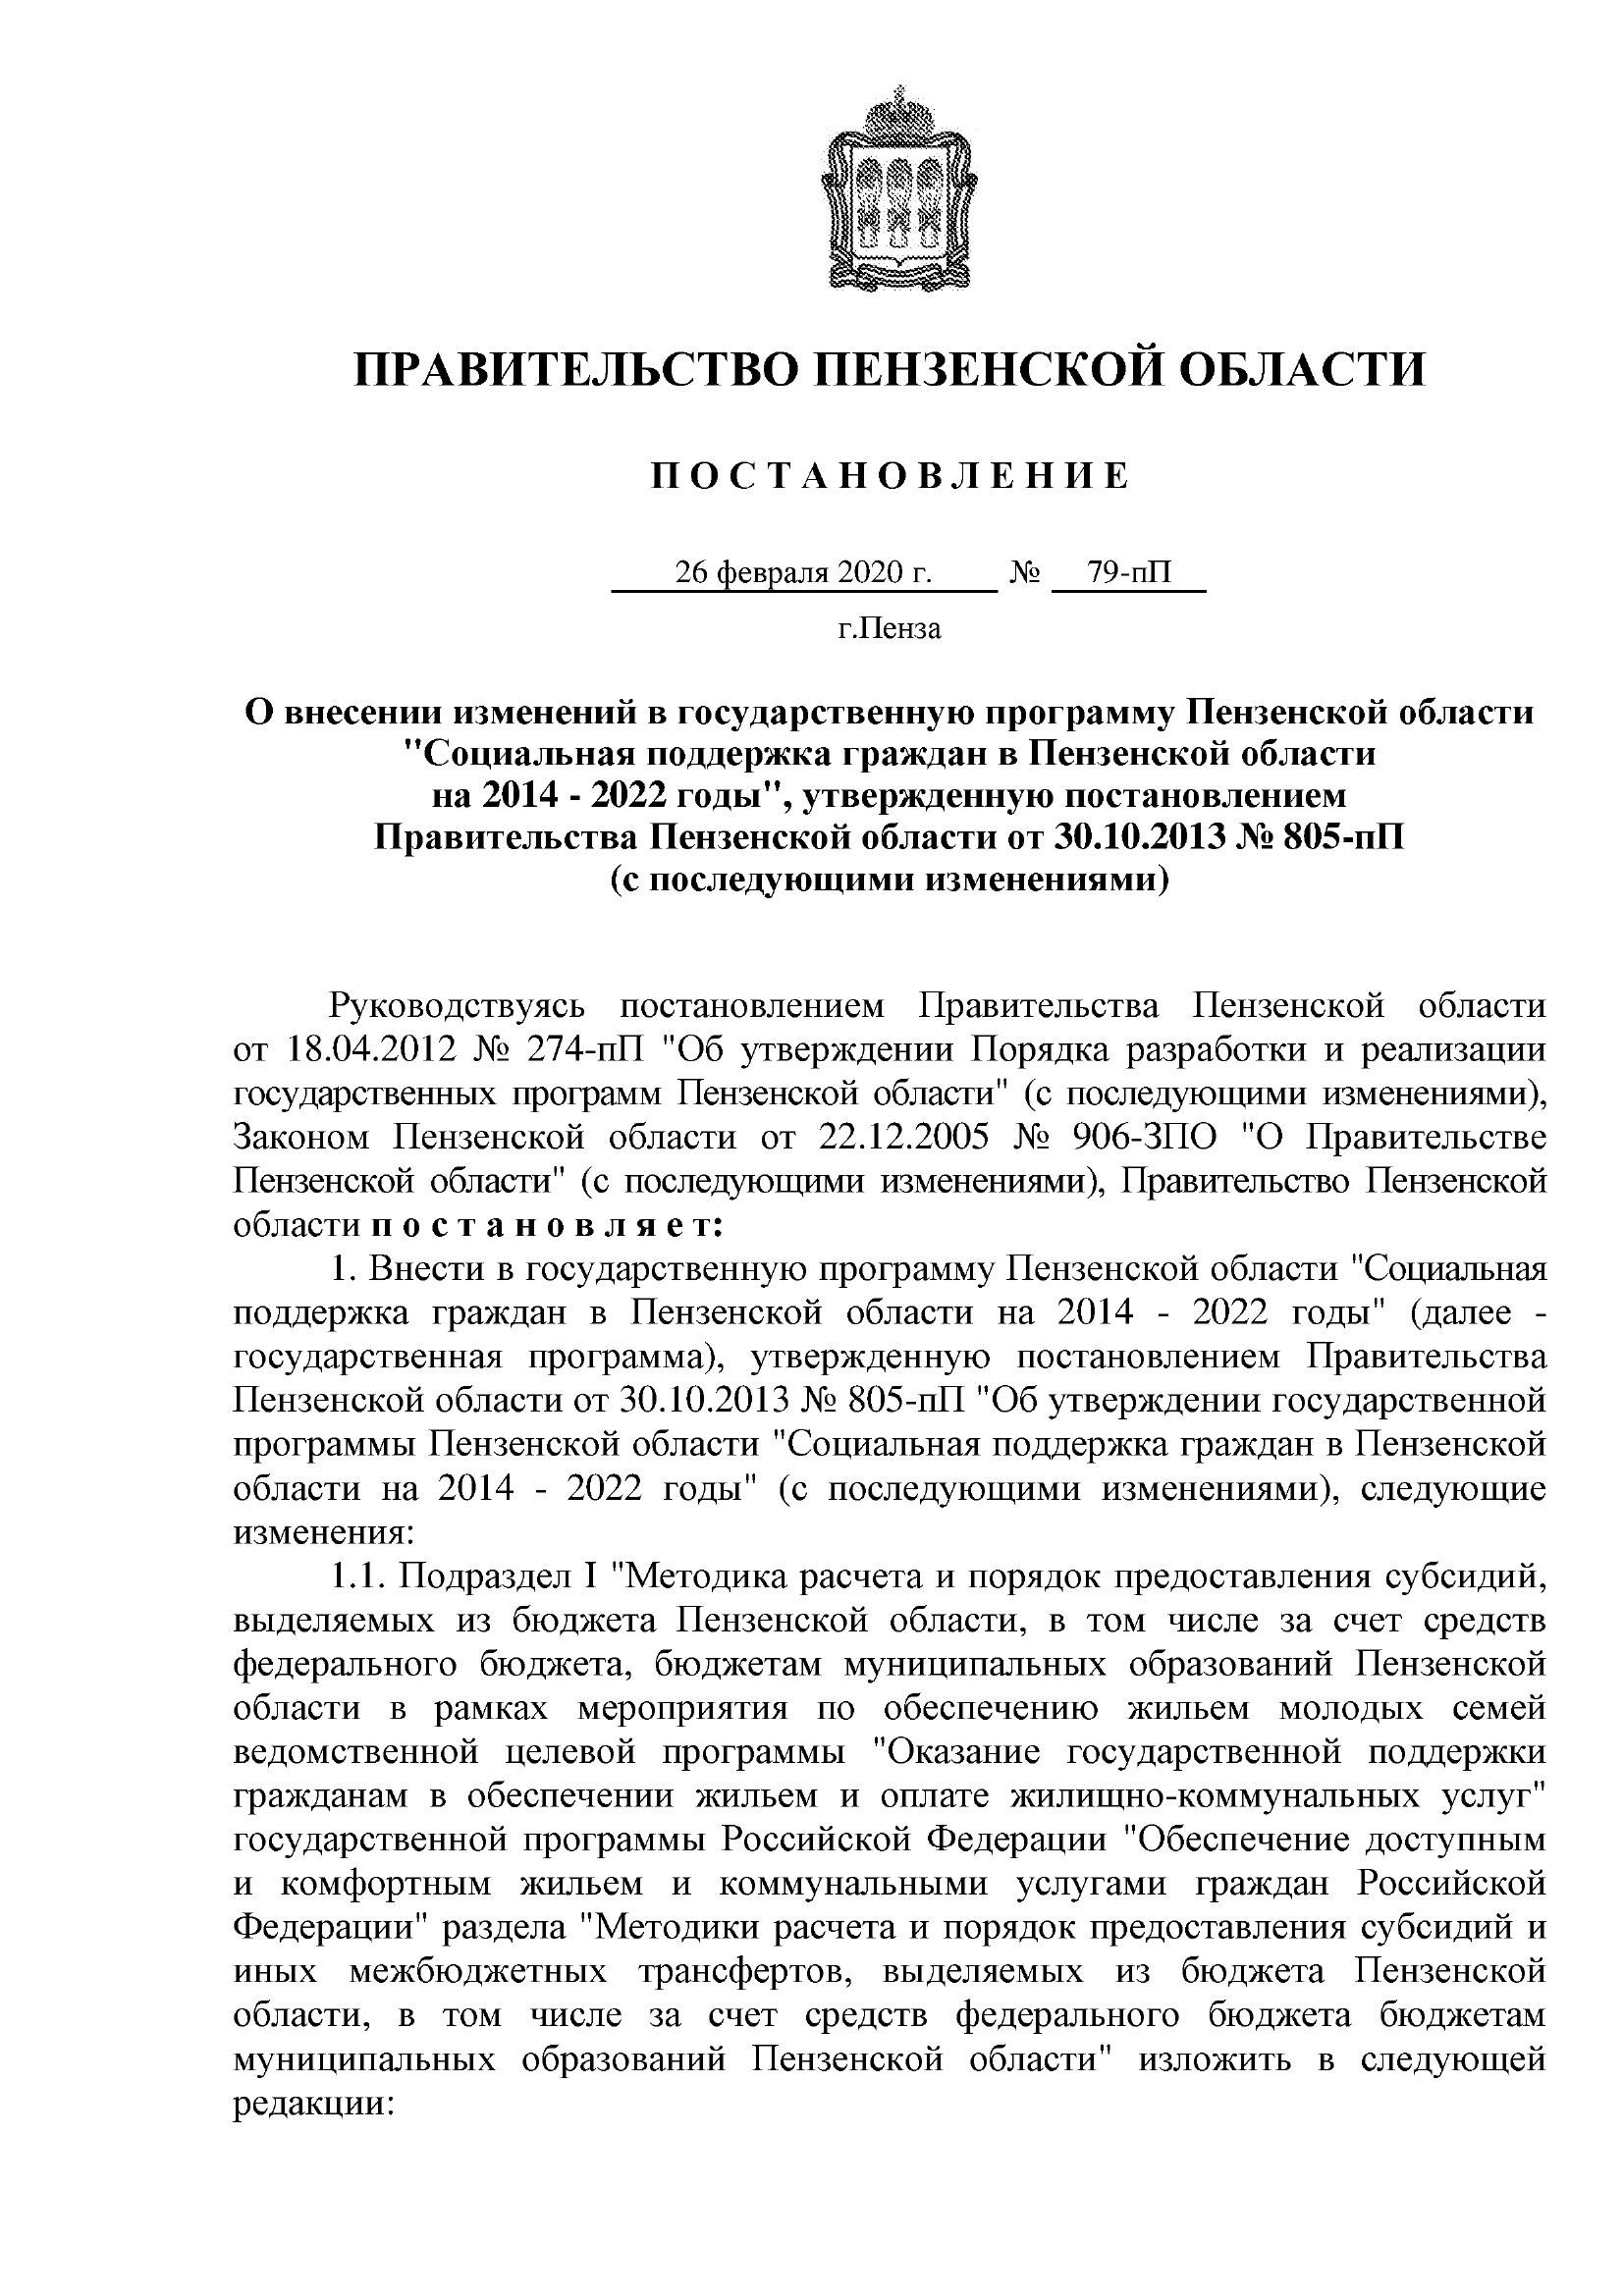 ПРАВИТЕЛЬСТВО ПЕНЗЕНСКОЙ ОБЛАСТИ
П О С Т А Н О В Л Е Н И Е
26 февраля 2020 г. № 79-пП
г.Пенза
О внесении изменений в государственную программу Пензенской области
"Социальная поддержка граждан в Пензенской области
на 2014 - 2022 годы", утвержденную постановлением
Правительства Пензенской области от 30.10.2013 № 805-пП
(с последующими изменениями)
Руководствуясь постановлением Правительства Пензенской области
от 18.04.2012 № 274-пП "Об утверждении Порядка разработки и реализации
государственных программ Пензенской области" (с последующими изменениями),
Законом Пензенской области от 22.12.2005 № 906-ЗПО "О Правительстве
Пензенской области" (с последующими изменениями), Правительство Пензенской
области п о с т а н о в л я е т:
1. Внести в государственную программу Пензенской области "Социальная
поддержка граждан в Пензенской области на 2014 - 2022 годы" (далее -
государственная программа), утвержденную постановлением Правительства
Пензенской области от 30.10.2013 № 805-пП "Об утверждении государственной
программы Пензенской области "Социальная поддержка граждан в Пензенской
области на 2014 - 2022 годы" (с последующими изменениями), следующие
изменения:
1.1. Подраздел I "Методика расчета и порядок предоставления субсидий,
выделяемых из бюджета Пензенской области, в том числе за счет средств
федерального бюджета, бюджетам муниципальных образований Пензенской
области в рамках мероприятия по обеспечению жильем молодых семей
ведомственной целевой программы "Оказание государственной поддержки
гражданам в обеспечении жильем и оплате жилищно-коммунальных услуг"
государственной программы Российской Федерации "Обеспечение доступным
и комфортным жильем и коммунальными услугами граждан Российской
Федерации" раздела "Методики расчета и порядок предоставления субсидий и
иных межбюджетных трансфертов, выделяемых из бюджета Пензенской
области, в том числе за счет средств федерального бюджета бюджетам
муниципальных образований Пензенской области" изложить в следующей
редакции: